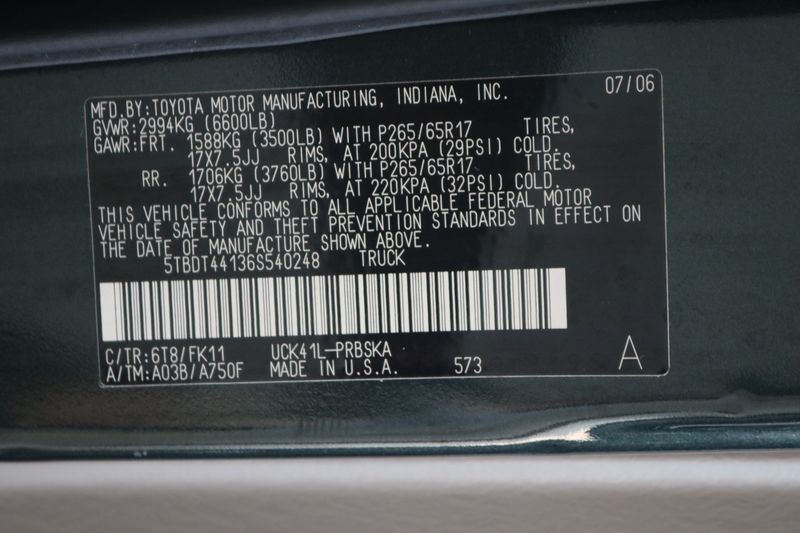 MFD.BY:TOYOTA MOTOR MANUFACTURING, INDIANA, INC. 07/06
GVWR:2994KG (6600LB)
GAWR:FRT. 1588KG (3500LB) WITH P265/65R17 TIRES,
17X7.5JJ RIMS, AT 200KPA (29PSI) COLD.
RR. 1706KG (3760LB) WITH P265/65R17 TIRES,
17X7.5JJ RIMS, AT 220KPA (32PSI) COLD.
THIS VEHICLE CONFORMS TO ALL APPLICABLE FEDERAL MOTOR
VEHICLE SAFETY AND THEFT PREVENTION STANDARDS IN EFFECT ON
THE DATE OF MANUFACTURE SHOWN ABOVE.
5TBDT44136S540248 TRUCK
C/TR:6T8/FK11 UCK41L-PRBSKA
A/TM:A03B/A750F MADE IN U.S.A. 573 A